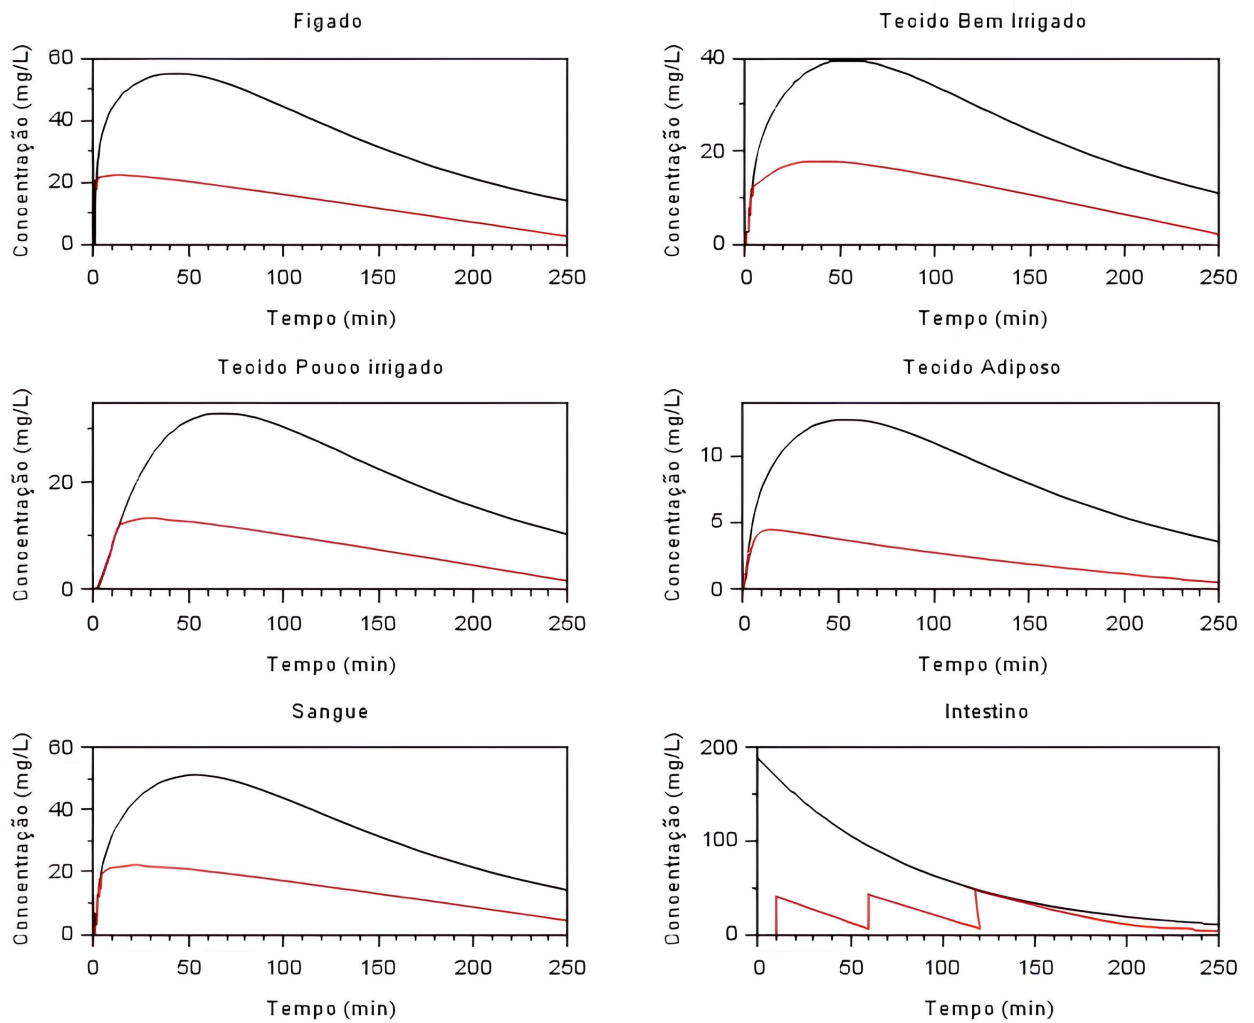 Figado
Concentração (mg/L)
60
40
20
0
0 50 100 150 200 250
Tempo (min)
Tecido Bem Irrigado
Concentração (mg/L)
40
20
0
0 50 100 150 200 250
Tempo (min)
Tecido Pouco irrigado
Concentração (mg/L)
20
0
0 50 100 150 200 250
Tempo (min)
Tecido Adiposo
Concentração (mg/L)
10
5
0
0 50 100 150 200 250
Tempo (min)
Sangue
Concentração (mg/L)
60
40
20
0
0 50 100 150 200 250
Tempo (min)
Intestino
Concentração (mg/L)
200
100
0
0 50 100 150 200 250
Tempo (min)